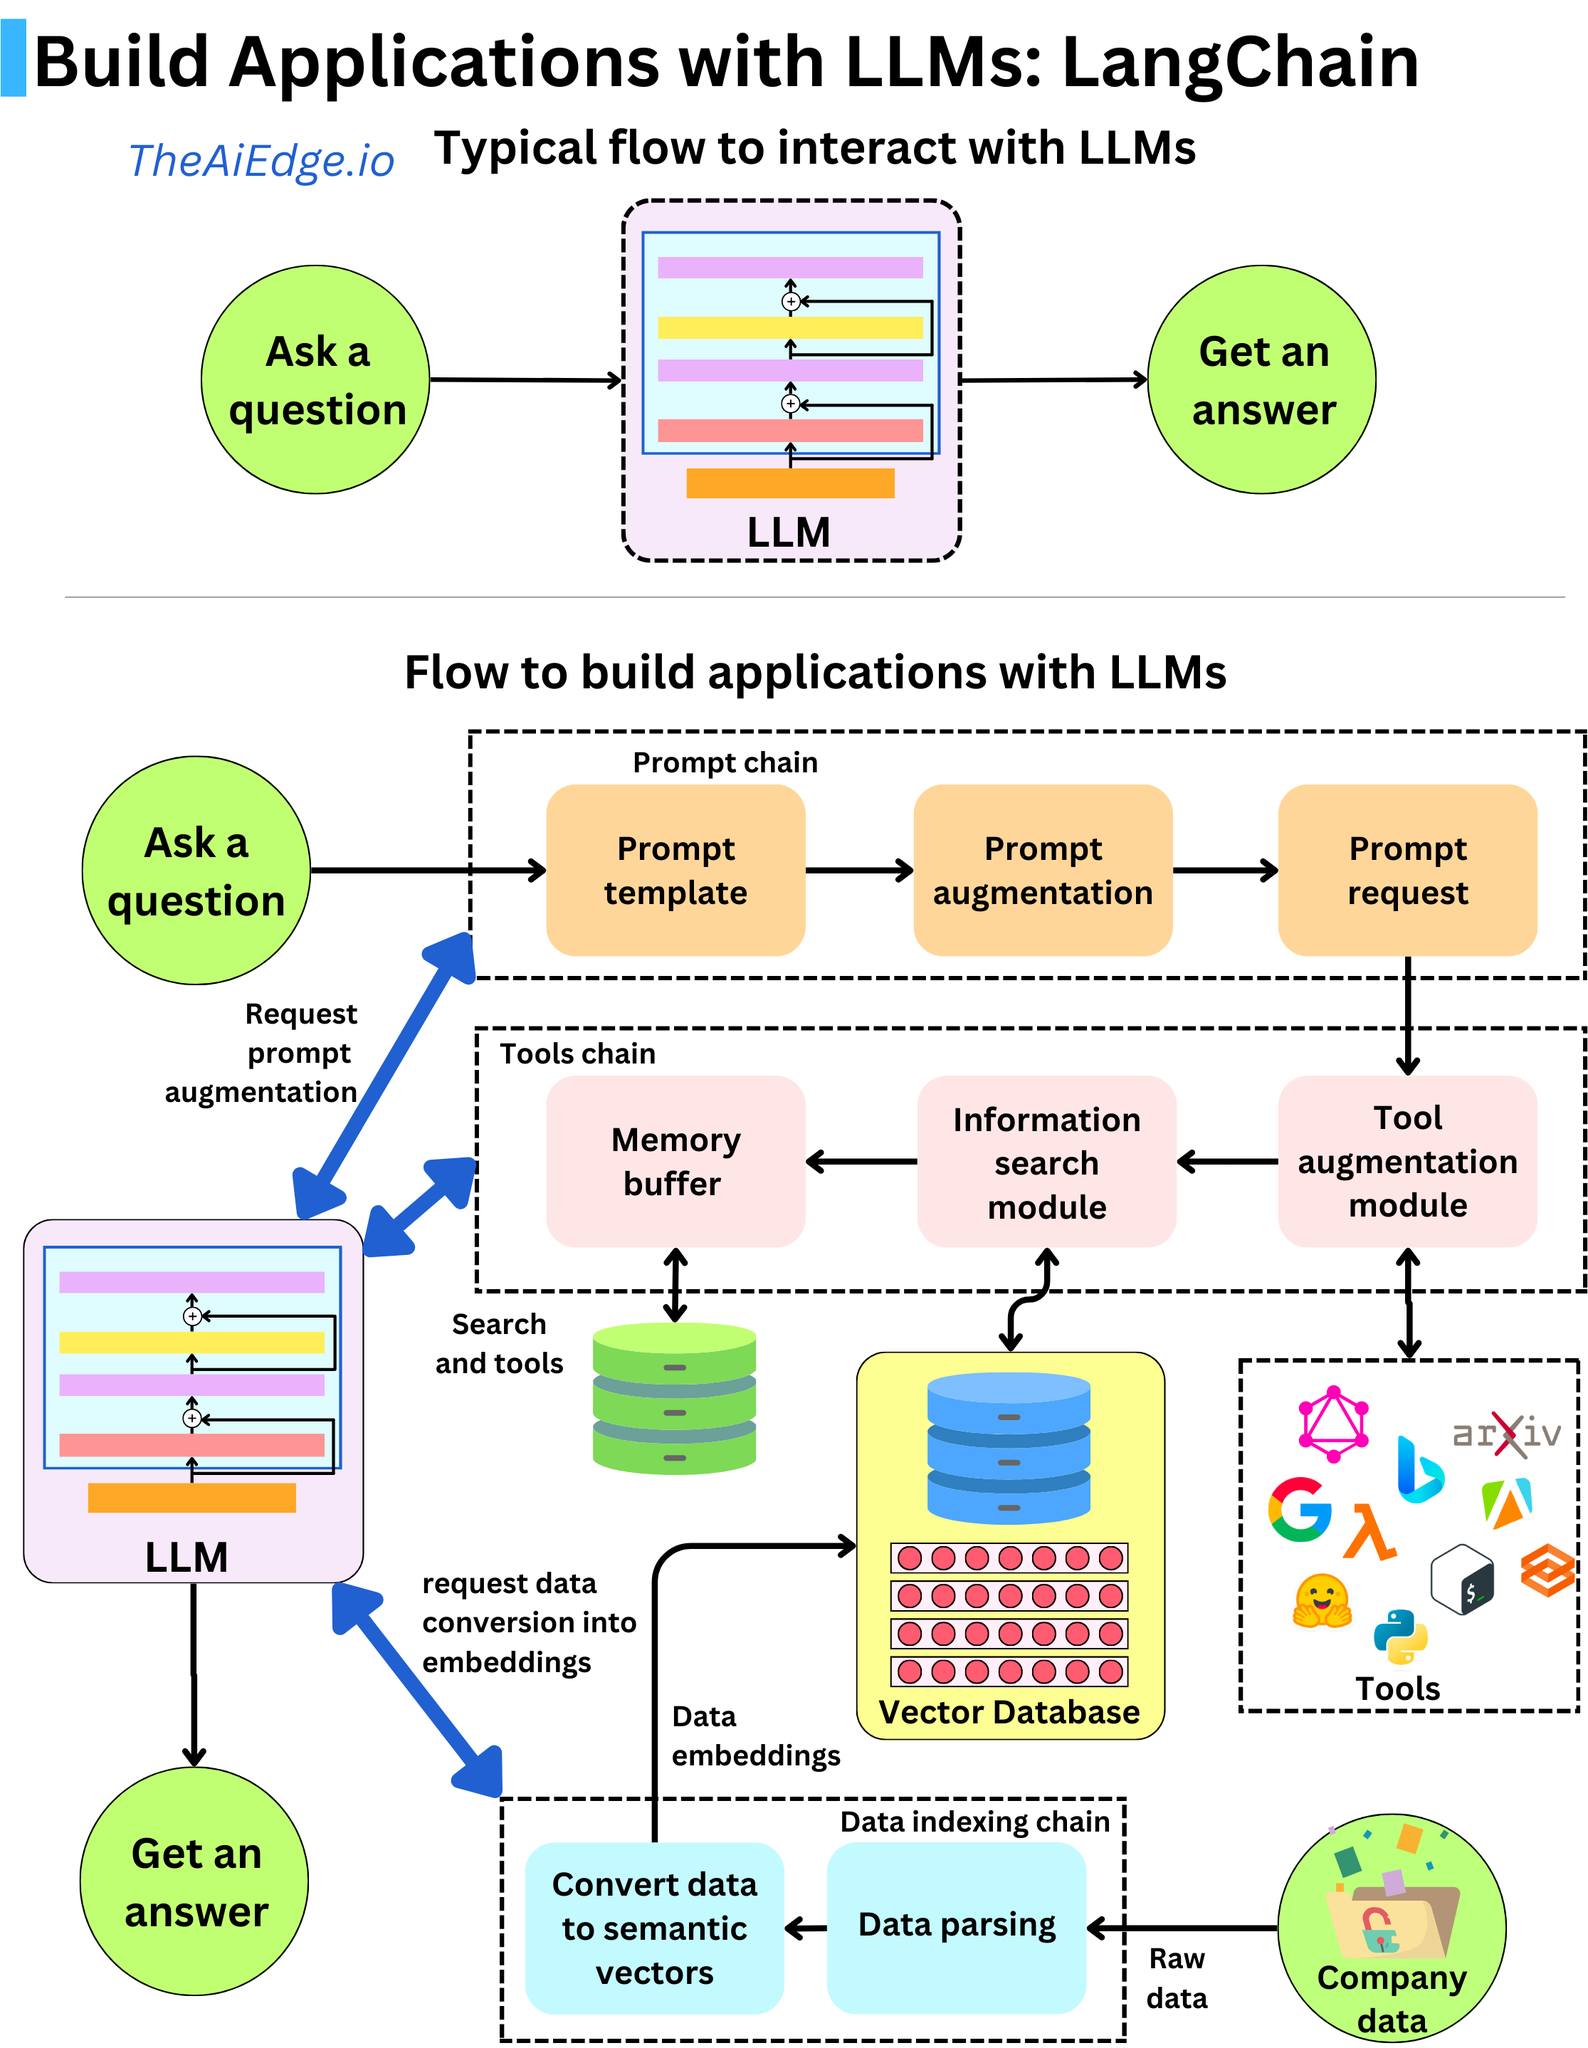 Build Applications with LLMs: LangChain
TheAiEdge.io
Typical flow to interact with LLMs
Ask a
question
LLM
Get an
answer
Flow to build applications with LLMs
Prompt chain
Ask a
question
Prompt
template
Prompt
augmentation
Prompt
request
Request
prompt
augmentation
Tools chain
Memory
buffer
Information
search
module
Tool
augmentation
module
Search
and tools
LLM
arXiv
$_
Tools
Vector Database
request data
conversion into
embeddings
Data
embeddings
Get an
answer
Data indexing chain
Convert data
to semantic
vectors
Data parsing
Raw
data
Company
data